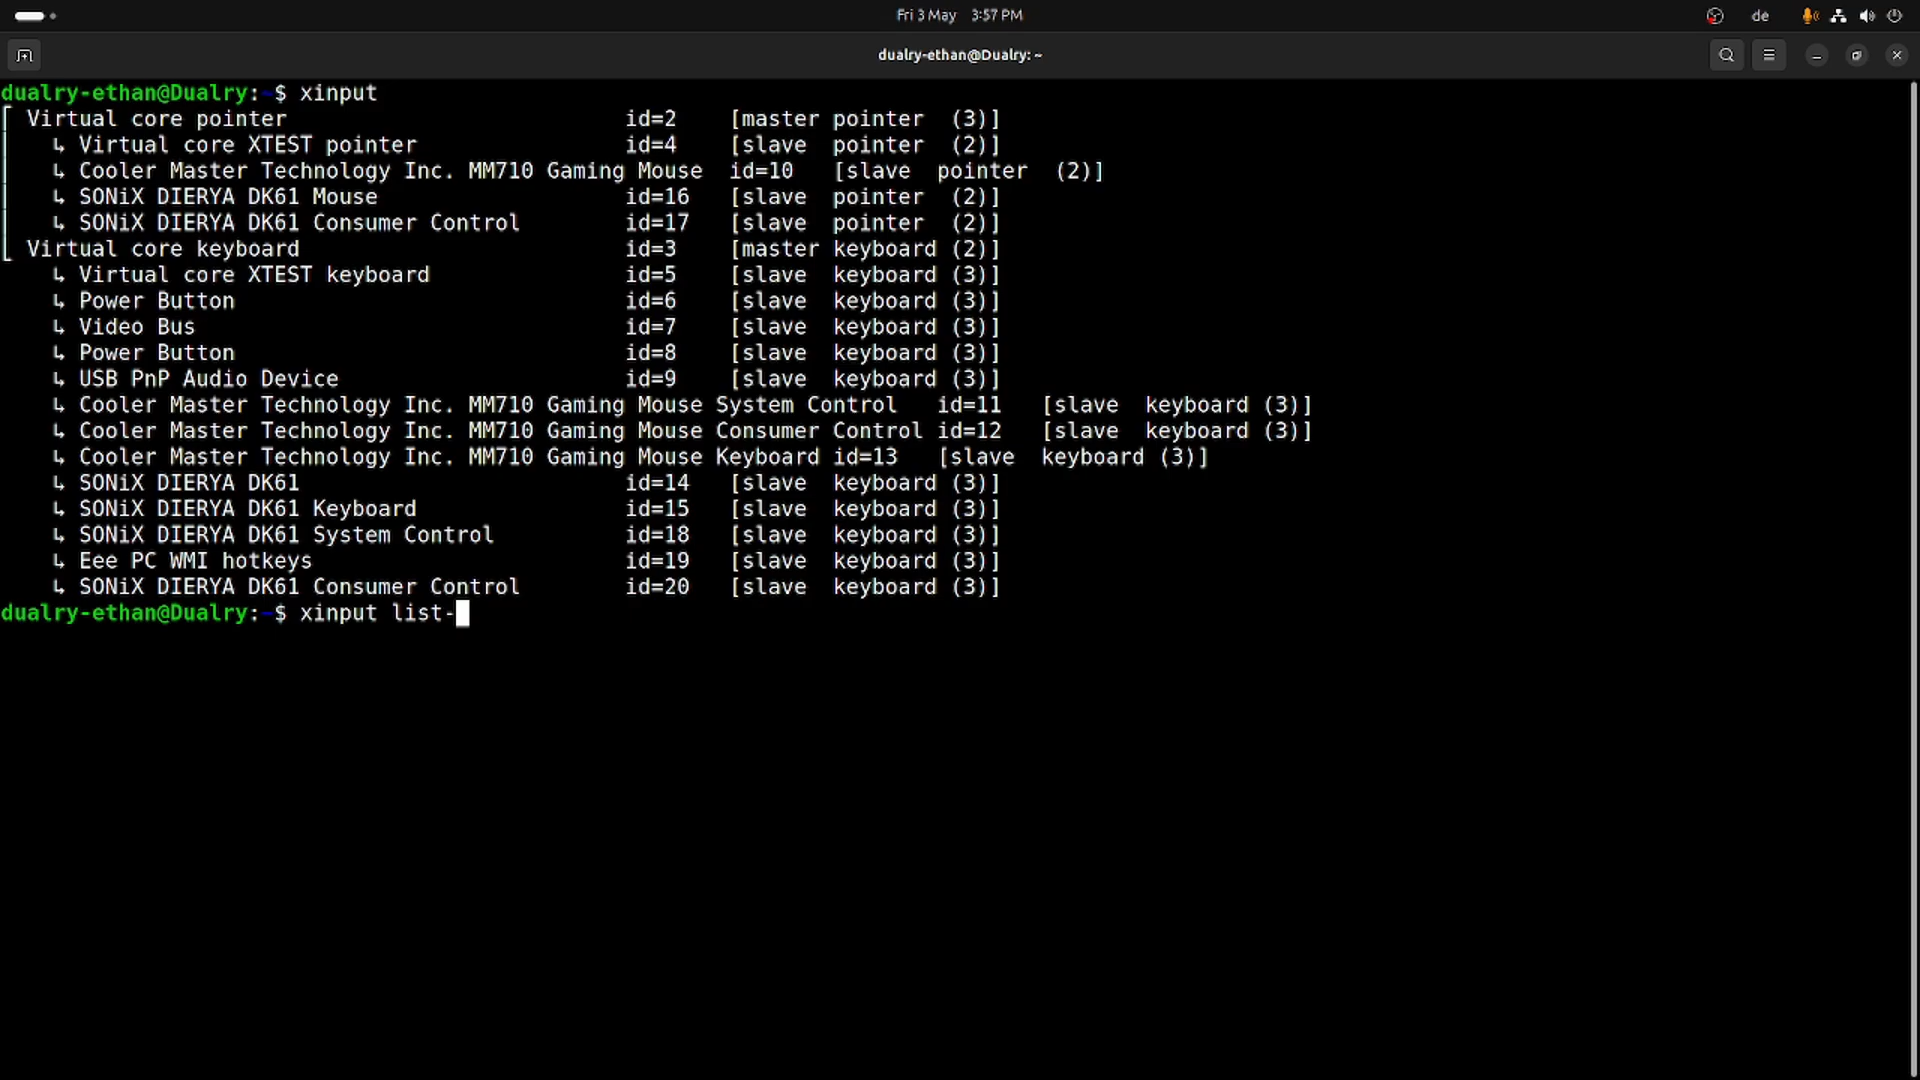 Fri 3 May 3:57 PM
de
dualry-ethan@Dualry: ~
dualry-ethan@Dualry:~$ xinput
⎡ Virtual core pointer id=2 [master pointer (3)]
⎜ ↳ Virtual core XTEST pointer id=4 [slave pointer (2)]
⎜ ↳ Cooler Master Technology Inc. MM710 Gaming Mouse id=10 [slave pointer (2)]
⎜ ↳ SONiX DIERYA DK61 Mouse id=16 [slave pointer (2)]
⎜ ↳ SONiX DIERYA DK61 Consumer Control id=17 [slave pointer (2)]
⎣ Virtual core keyboard id=3 [master keyboard (2)]
↳ Virtual core XTEST keyboard id=5 [slave keyboard (3)]
↳ Power Button id=6 [slave keyboard (3)]
↳ Video Bus id=7 [slave keyboard (3)]
↳ Power Button id=8 [slave keyboard (3)]
↳ USB PnP Audio Device id=9 [slave keyboard (3)]
↳ Cooler Master Technology Inc. MM710 Gaming Mouse System Control id=11 [slave keyboard (3)]
↳ Cooler Master Technology Inc. MM710 Gaming Mouse Consumer Control id=12 [slave keyboard (3)]
↳ Cooler Master Technology Inc. MM710 Gaming Mouse Keyboard id=13 [slave keyboard (3)]
↳ SONiX DIERYA DK61 id=14 [slave keyboard (3)]
↳ SONiX DIERYA DK61 Keyboard id=15 [slave keyboard (3)]
↳ SONiX DIERYA DK61 System Control id=18 [slave keyboard (3)]
↳ Eee PC WMI hotkeys id=19 [slave keyboard (3)]
↳ SONiX DIERYA DK61 Consumer Control id=20 [slave keyboard (3)]
dualry-ethan@Dualry:~$ xinput list-